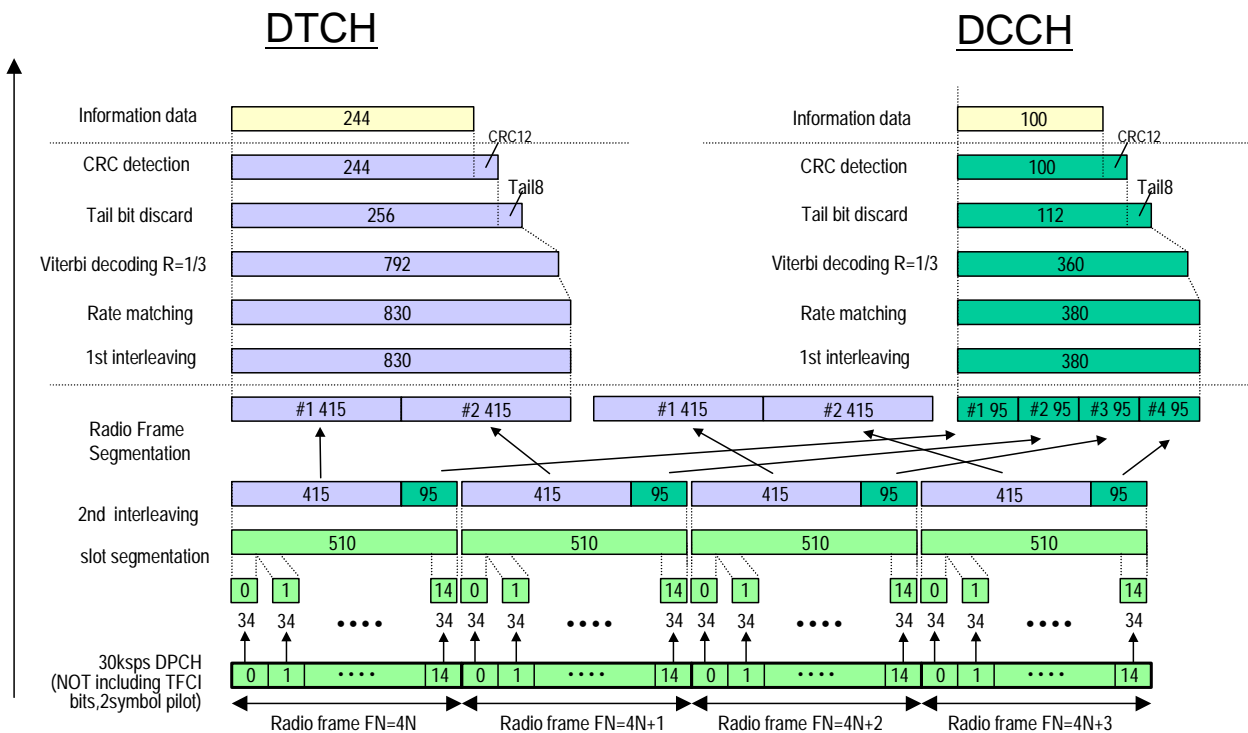 DTCH DCCH
Information data 244 Information data 100
CRC12 CRC12
CRC detection 244 CRC detection 100
Tail8 Tail8
Tail bit discard 256 Tail bit discard 112
Viterbi decoding R=1/3 792 Viterbi decoding R=1/3 360
Rate matching 830 Rate matching 380
1st interleaving 830 1st interleaving 380
#1 415 #2 415 #1 415 #2 415 #1 95 #2 95 #3 95 #4 95
Radio Frame
Segmentation
415 95 415 95 415 95 415 95
2nd interleaving
510 510 510 510
slot segmentation
0 1 14 0 1 14 0 1 14 0 1 14
34 34 •••• 34 34 34 •••• 34 34 34 •••• 34 34 34 •••• 34
30ksps DPCH
(NOT including TFCI
bits,2symbol pilot)
0 1 •••• 14 0 1 •••• 14 0 1 •••• 14 0 1 •••• 14
Radio frame FN=4N Radio frame FN=4N+1 Radio frame FN=4N+2 Radio frame FN=4N+3